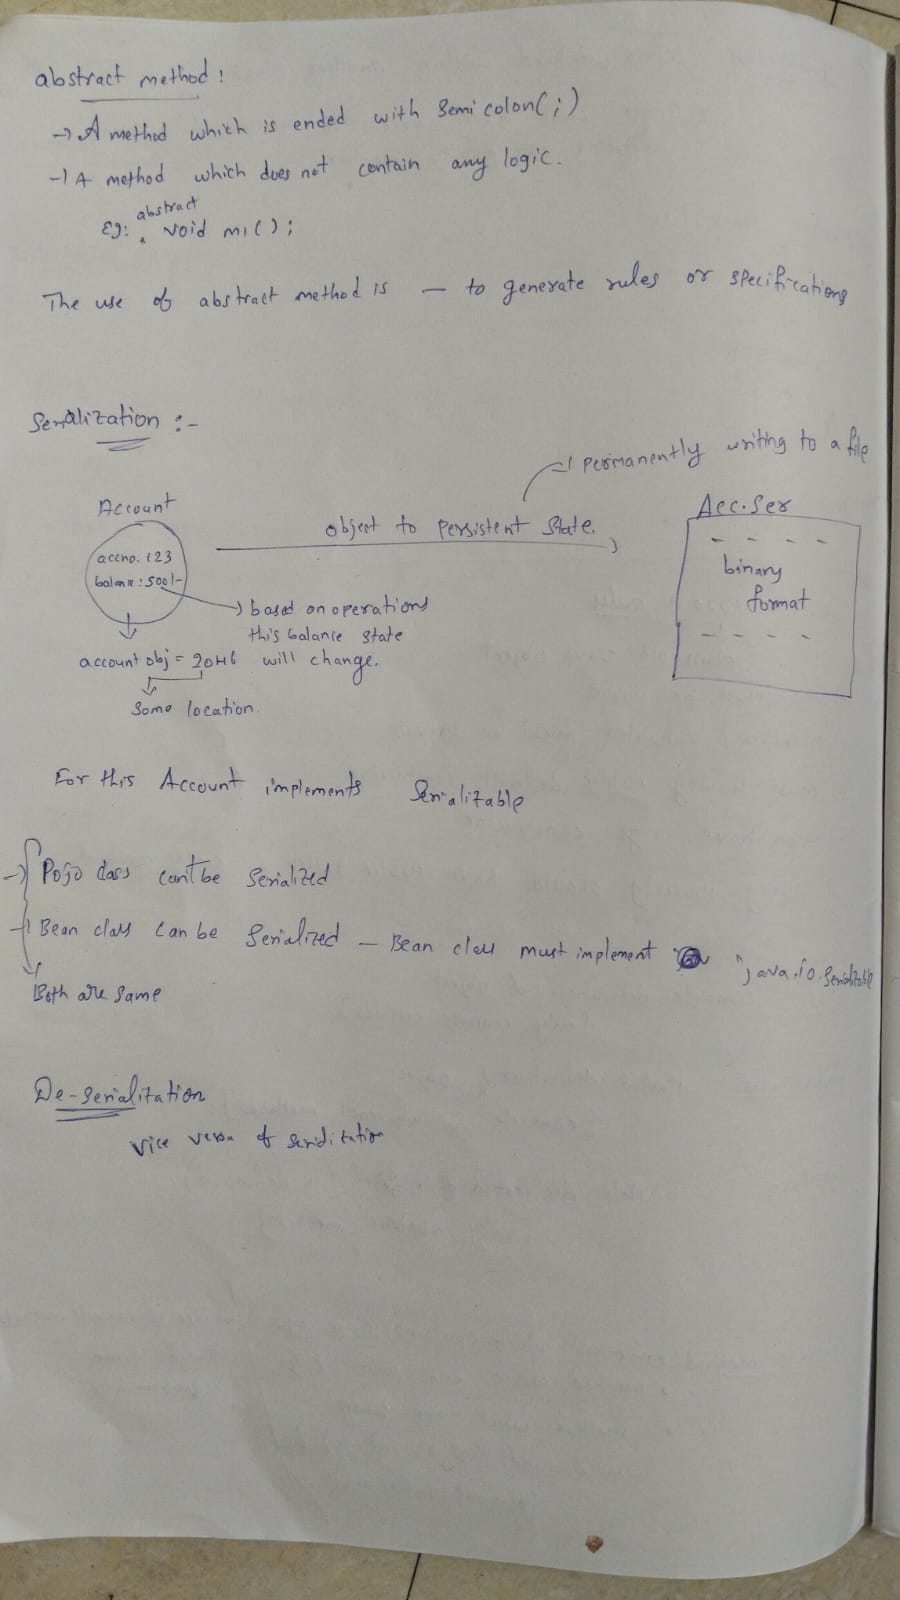 abstract method :
→ A method which is ended with Semi colon(;)
→ A method which does not contain any logic.
abstract
Eg: ^ void m1();
The use of abstract method is — to generate rules or specifications
Serialization :-
→ permanently writing to a file
Account
Acc.Ser
object to Persistent State.
accno. 123
balance: 500/-
binary
format
→ based on operations
this balance state
account obj = 20H6 will change.
Some location.
For this Account implements Serializable
→ Pojo class can't be Serialized
→ Bean class can be Serialized — Bean class must implement "java.io.Serializable
Both are same
De-Serialization
Vice versa of